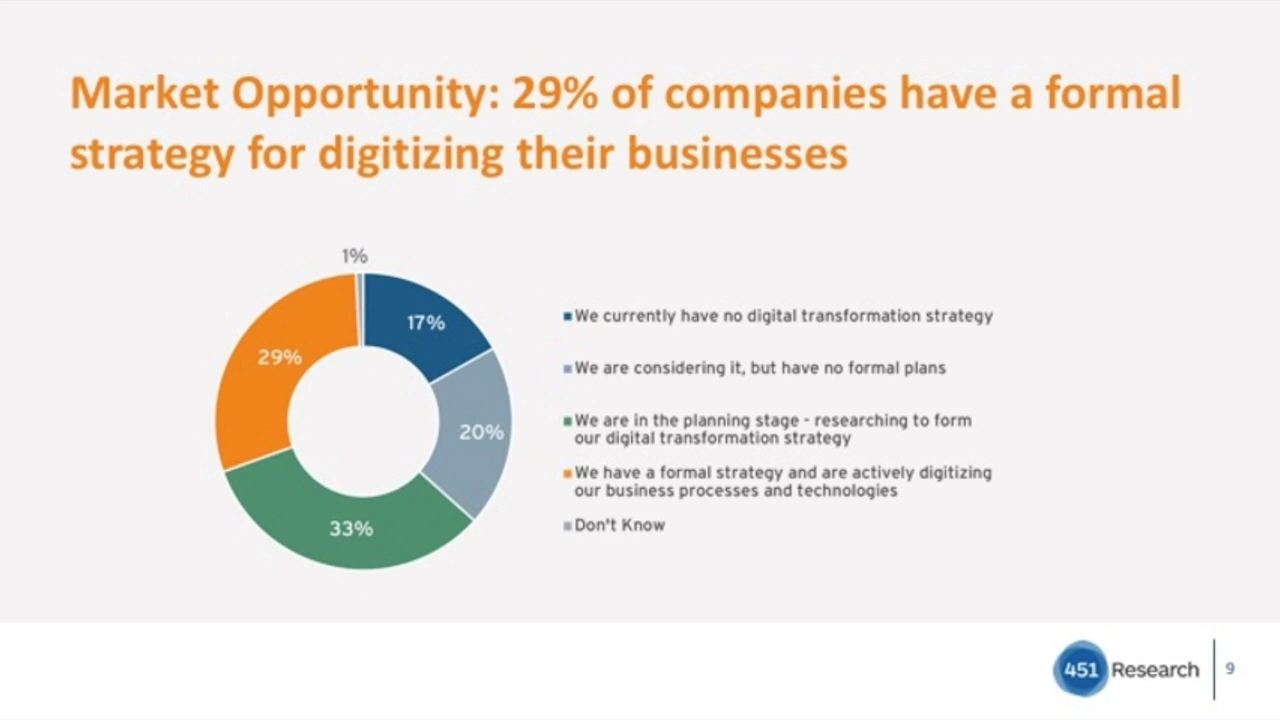 Market Opportunity: 29% of companies have a formal
strategy for digitizing their businesses
1%
17%
29%
20%
33%
We currently have no digital transformation strategy
We are considering it, but have no formal plans
We are in the planning stage - researching to form
our digital transformation strategy
We have a formal strategy and are actively digitizing
our business processes and technologies
Don't Know
451 Research
9